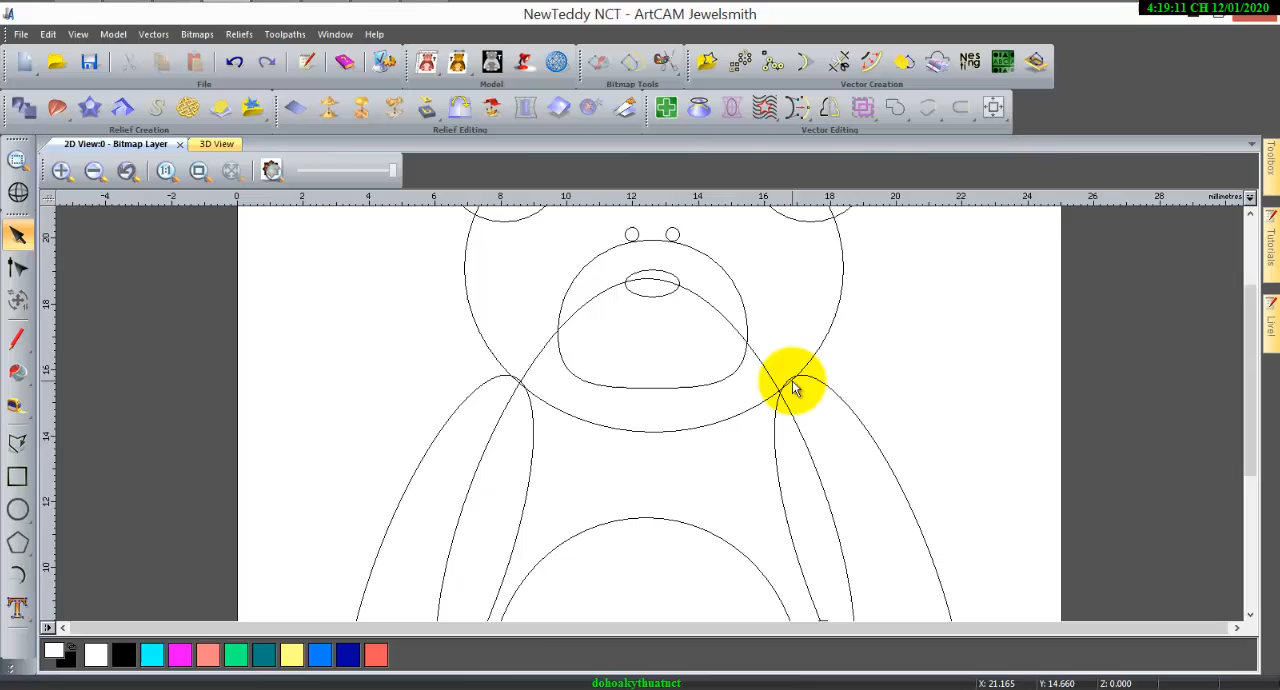 4:19:11 CH 12/01/2020
NewTeddy NCT - ArtCAM Jewelsmith
File Edit View Model Vectors Bitmaps Reliefs Toolpaths Window Help
File Model Bitmap Tools Vector Creation
Relief Creation Relief Editing Vector Editing
2D View:0 - Bitmap Layer 3D View
-4 -2 0 2 4 6 8 10 12 14 16 18 20 22 24 26 28 millimetres
20
18
16
14
12
10
Toolbox
Tutorials
Live!
dohoakythuatnct
X: 21.165 Y: 14.660 Z: 0.000